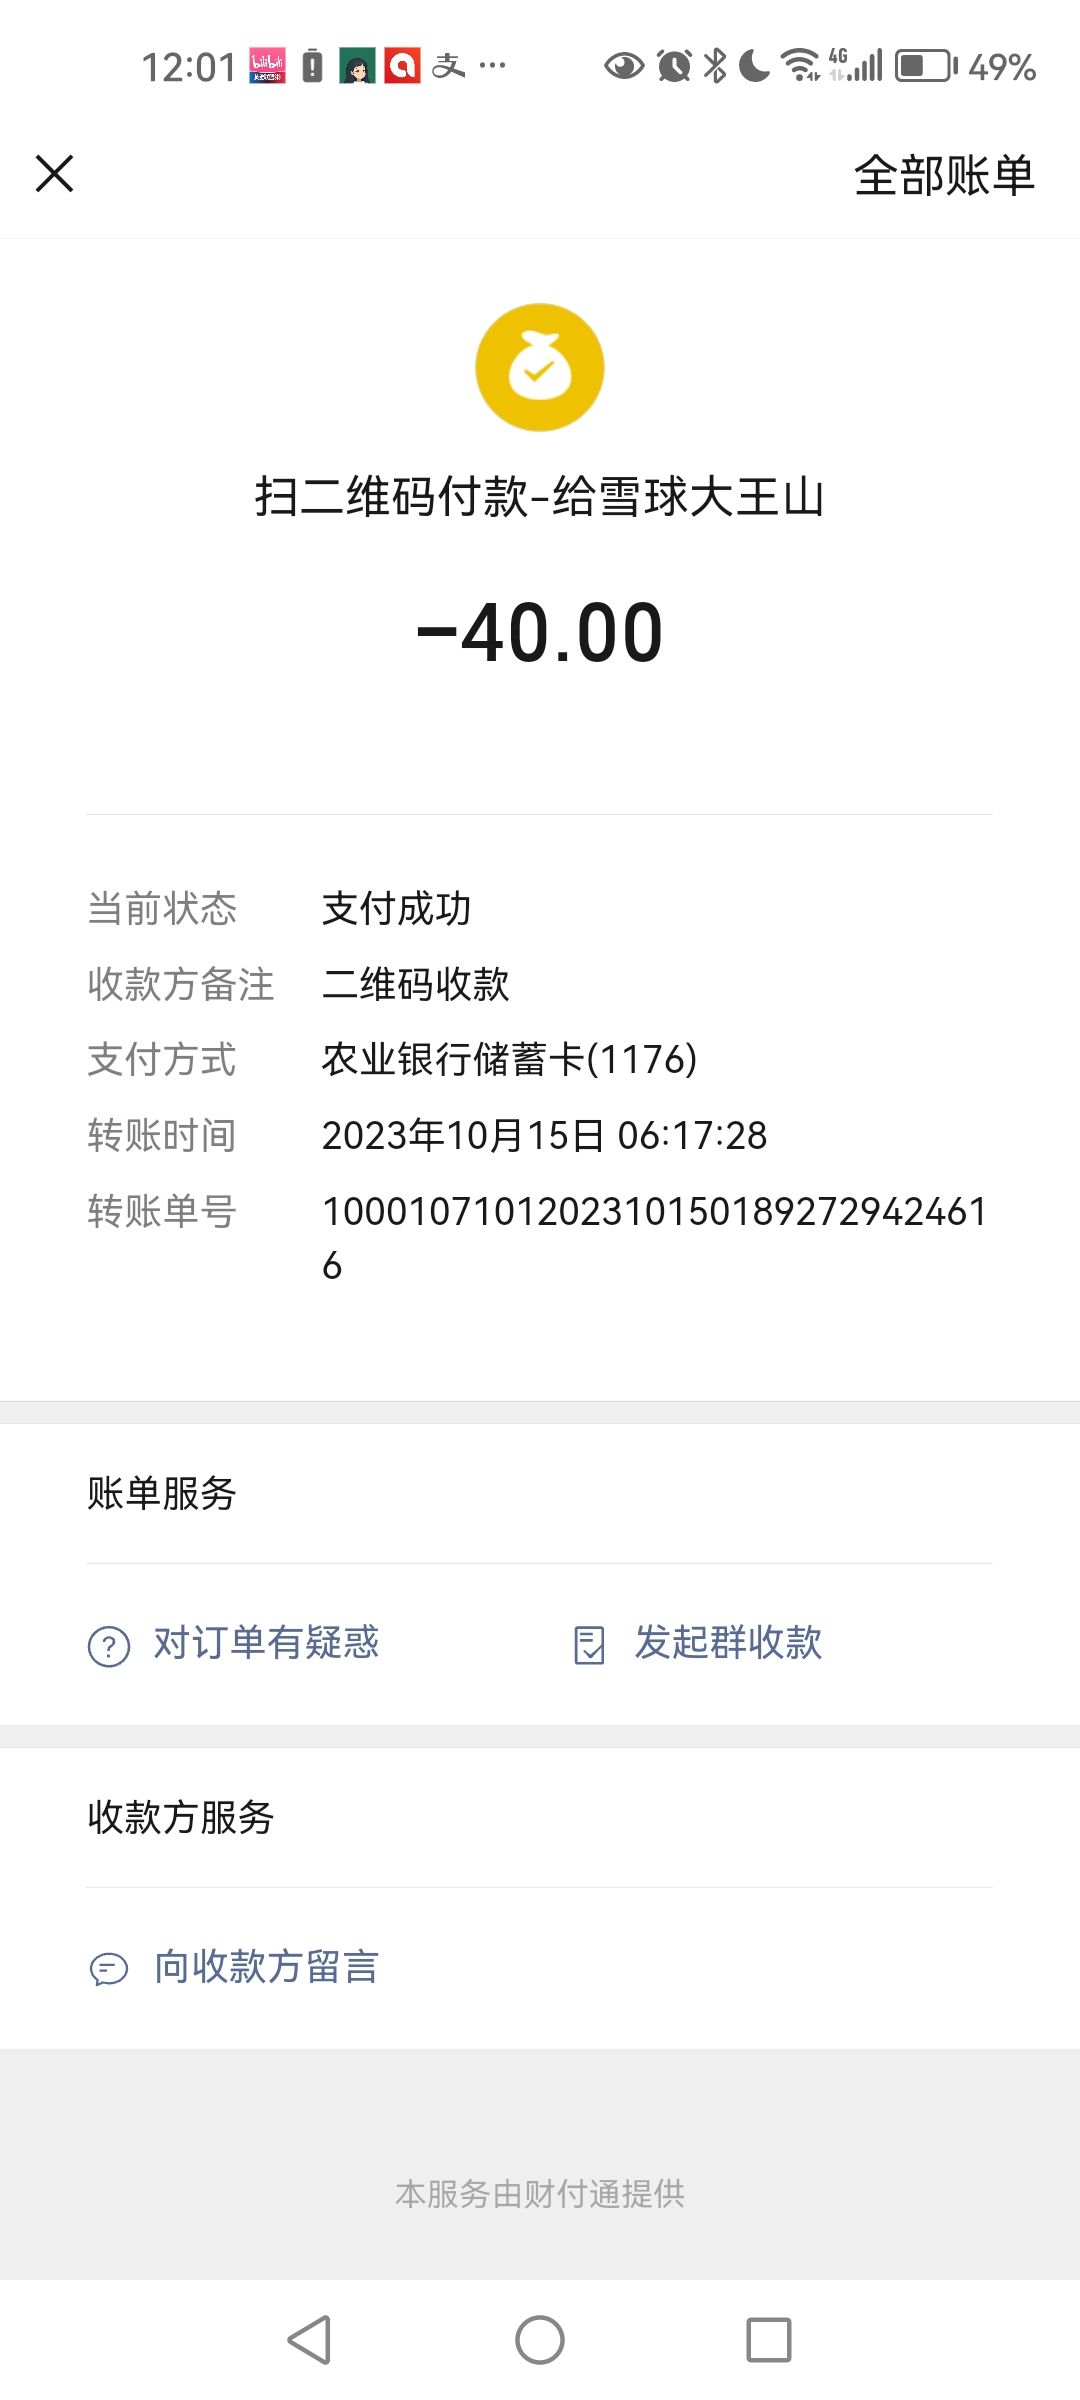 12:01 bilibili 支 4G 49%
全部账单
扫二维码付款-给雪球大王山
-40.00
当前状态 支付成功
收款方备注 二维码收款
支付方式 农业银行储蓄卡(1176)
转账时间 2023年10月15日 06:17:28
转账单号 10001071012023101501892729424461
6
账单服务
对订单有疑惑 发起群收款
收款方服务
向收款方留言
本服务由财付通提供